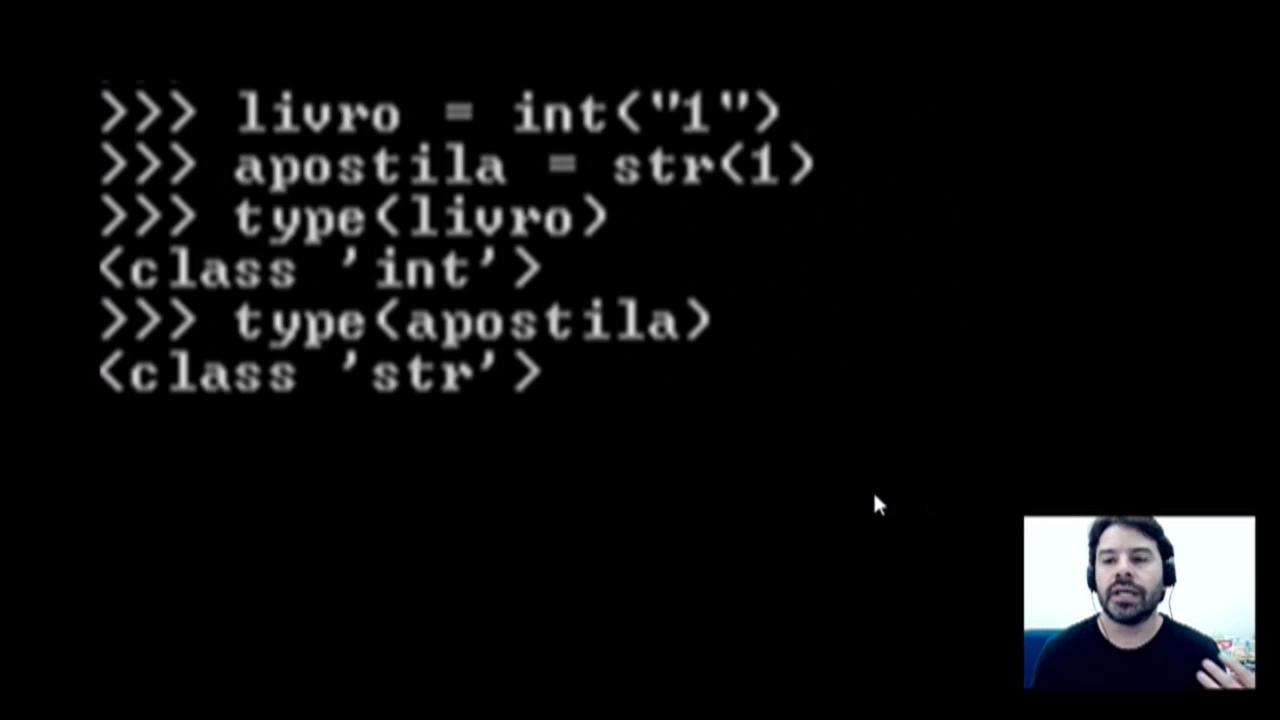 >>> livro = int("1")
>>> apostila = str(1)
>>> type(livro)
<class 'int'>
>>> type(apostila)
<class 'str'>